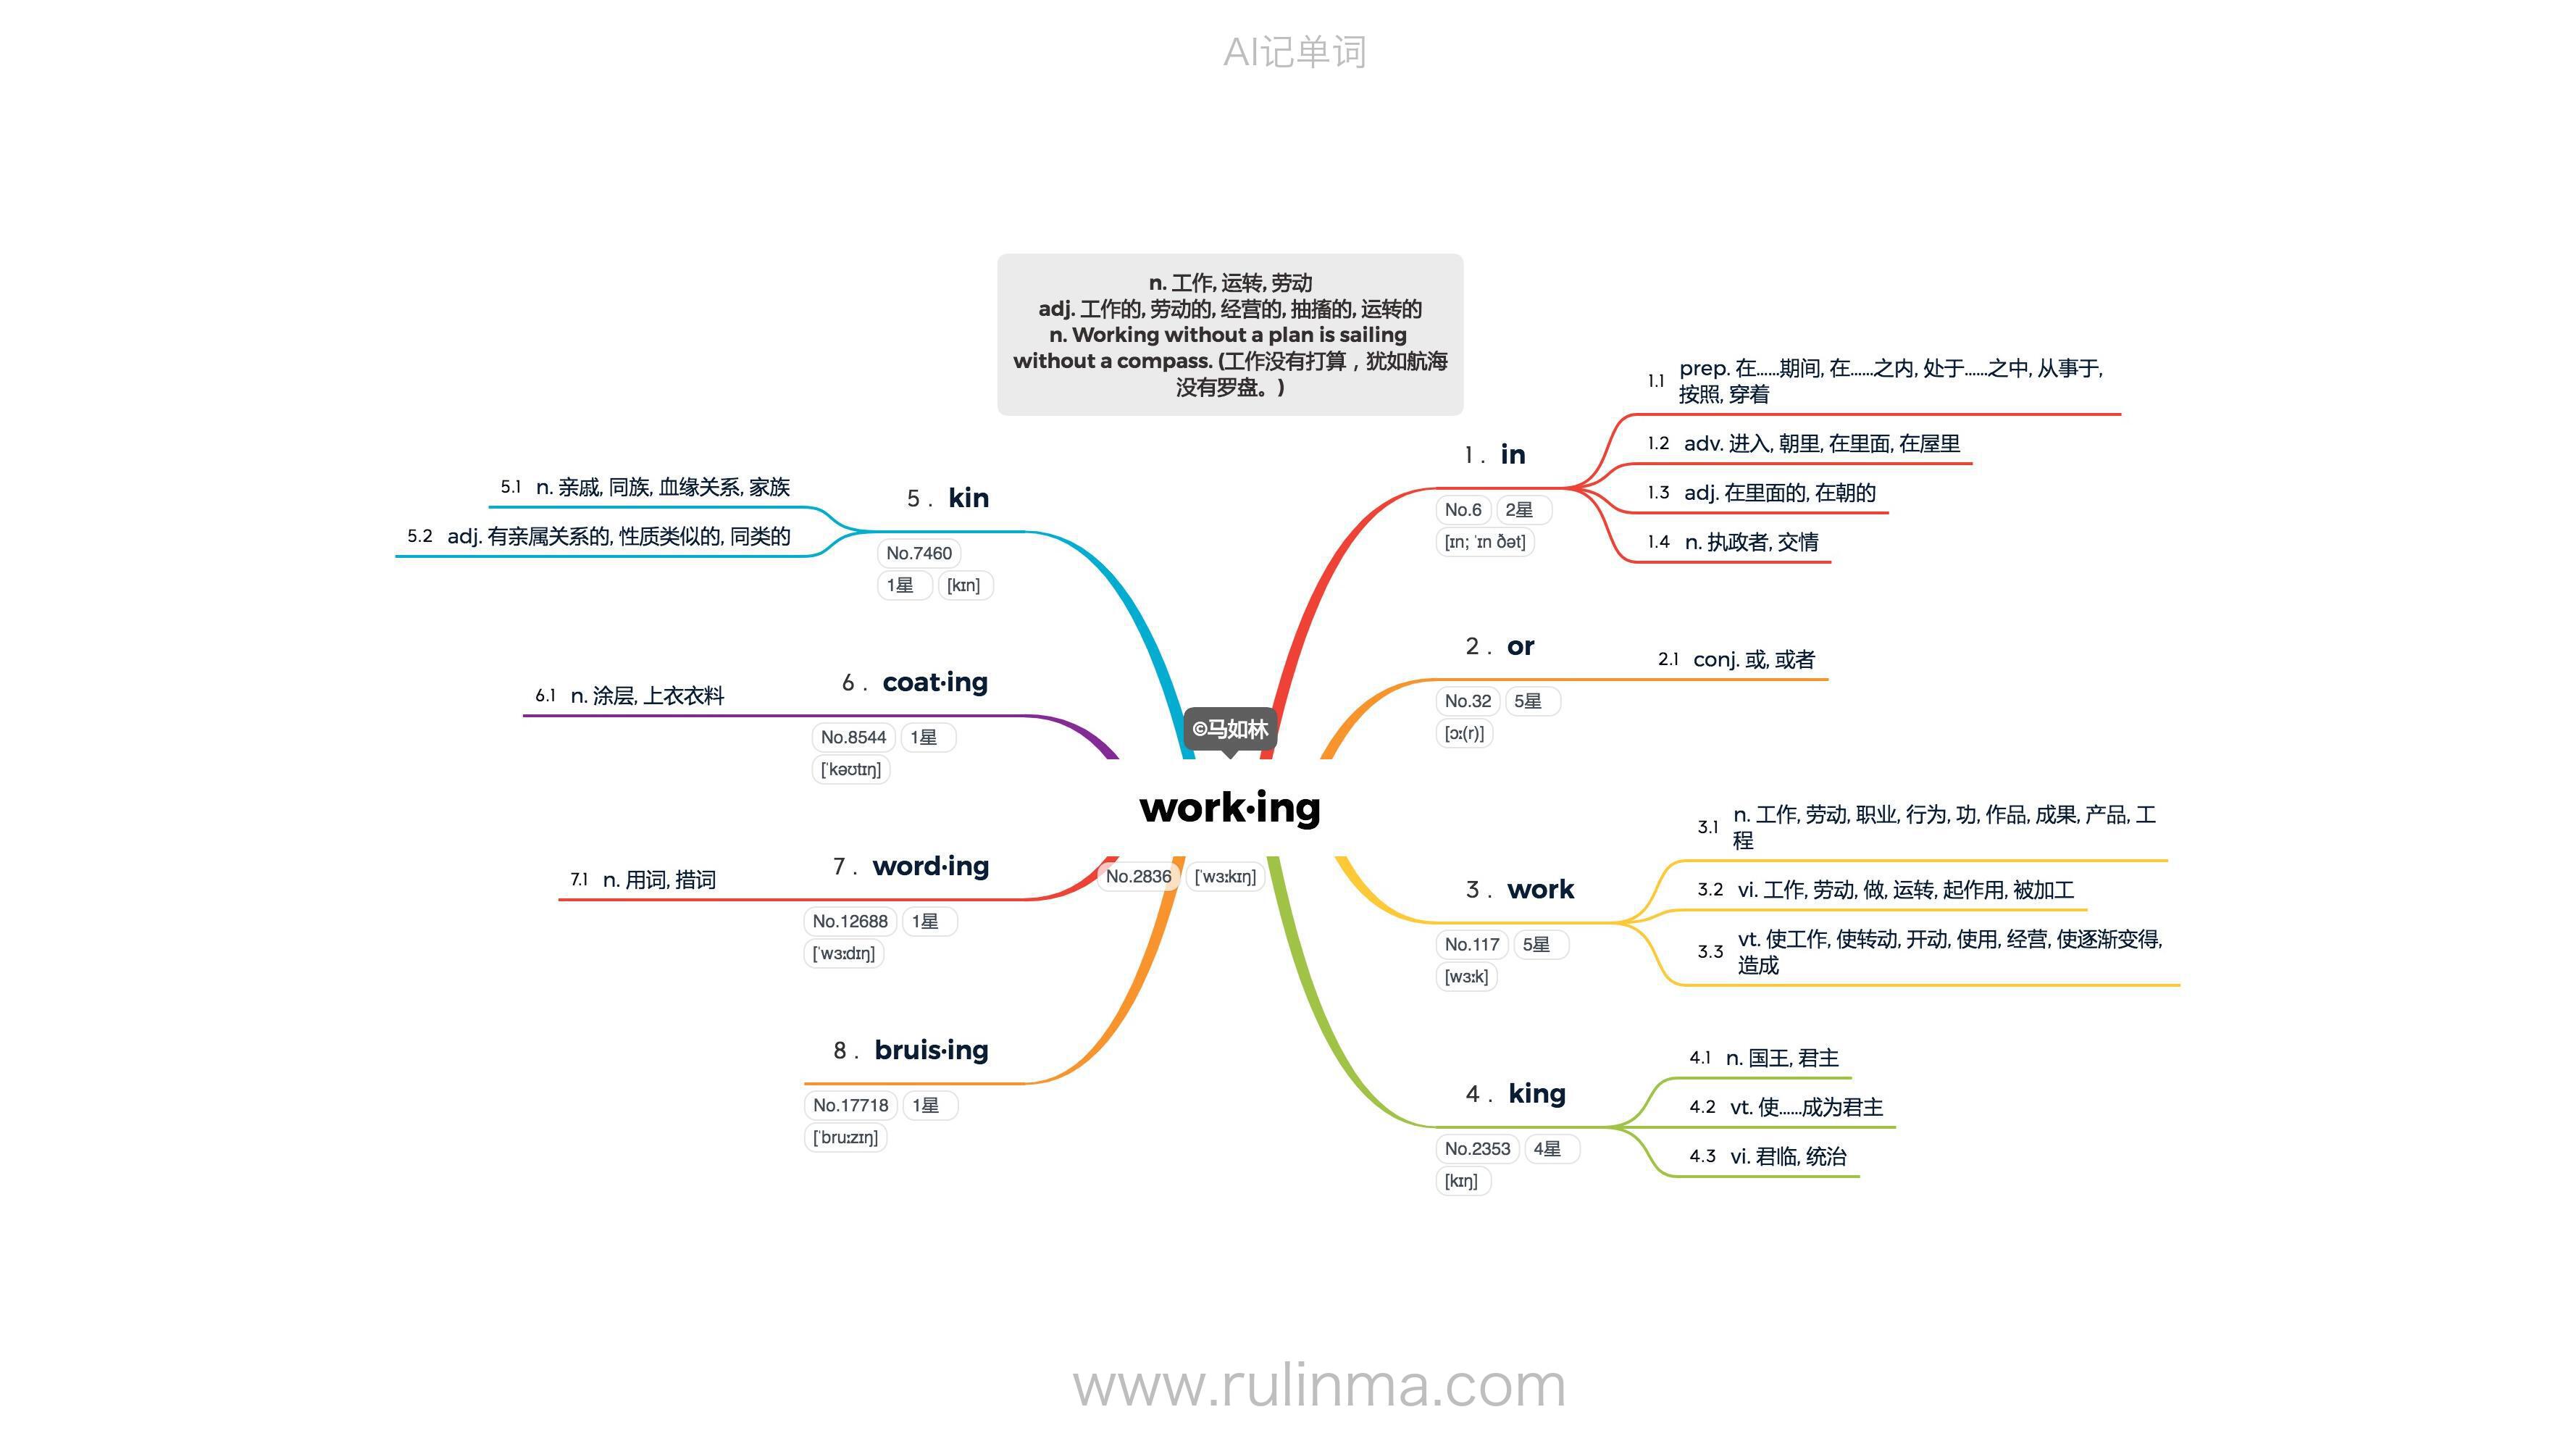 AI记单词
n. 工作, 运转, 劳动
adj. 工作的, 劳动的, 经营的, 抽搐的, 运转的
n. Working without a plan is sailing
without a compass. (工作没有打算，犹如航海
没有罗盘。)
©马如林
work·ing
No.2836 [ˈwɜːkɪŋ]
1 . in
No.6 2星
[ɪn; ˈɪn ðət]
1.1 prep. 在……期间, 在……之内, 处于……之中, 从事于,
按照, 穿着
1.2 adv. 进入, 朝里, 在里面, 在屋里
1.3 adj. 在里面的, 在朝的
1.4 n. 执政者, 交情
2 . or
No.32 5星
[ɔː(r)]
2.1 conj. 或, 或者
3 . work
No.117 5星
[wɜːk]
3.1 n. 工作, 劳动, 职业, 行为, 功, 作品, 成果, 产品, 工
程
3.2 vi. 工作, 劳动, 做, 运转, 起作用, 被加工
3.3 vt. 使工作, 使转动, 开动, 使用, 经营, 使逐渐变得,
造成
4 . king
No.2353 4星
[kɪŋ]
4.1 n. 国王, 君主
4.2 vt. 使……成为君主
4.3 vi. 君临, 统治
5 . kin
No.7460
1星 [kɪn]
5.1 n. 亲戚, 同族, 血缘关系, 家族
5.2 adj. 有亲属关系的, 性质类似的, 同类的
6 . coat·ing
No.8544 1星
[ˈkəʊtɪŋ]
6.1 n. 涂层, 上衣衣料
7 . word·ing
No.12688 1星
[ˈwɜːdɪŋ]
7.1 n. 用词, 措词
8 . bruis·ing
No.17718 1星
[ˈbruːzɪŋ]
www.rulinma.com